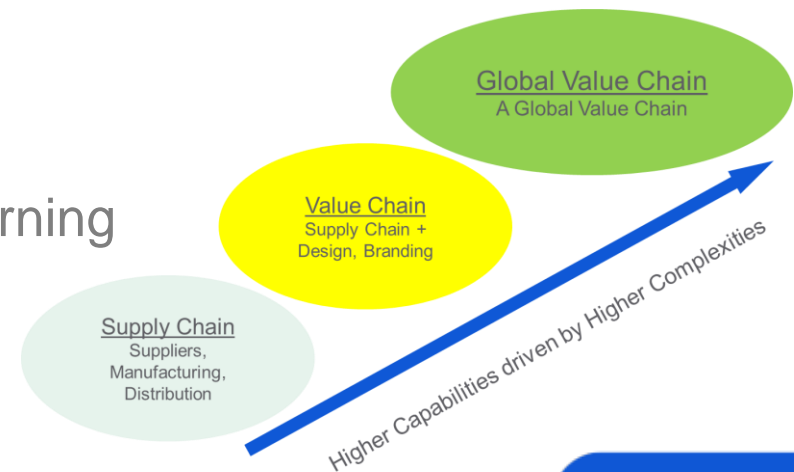 Global Value Chain
A Global Value Chain
rning
Value Chain
Supply Chain +
Design, Branding
Supply Chain
Suppliers,
Manufacturing,
Distribution
Higher Capabilities driven by Higher Complexities